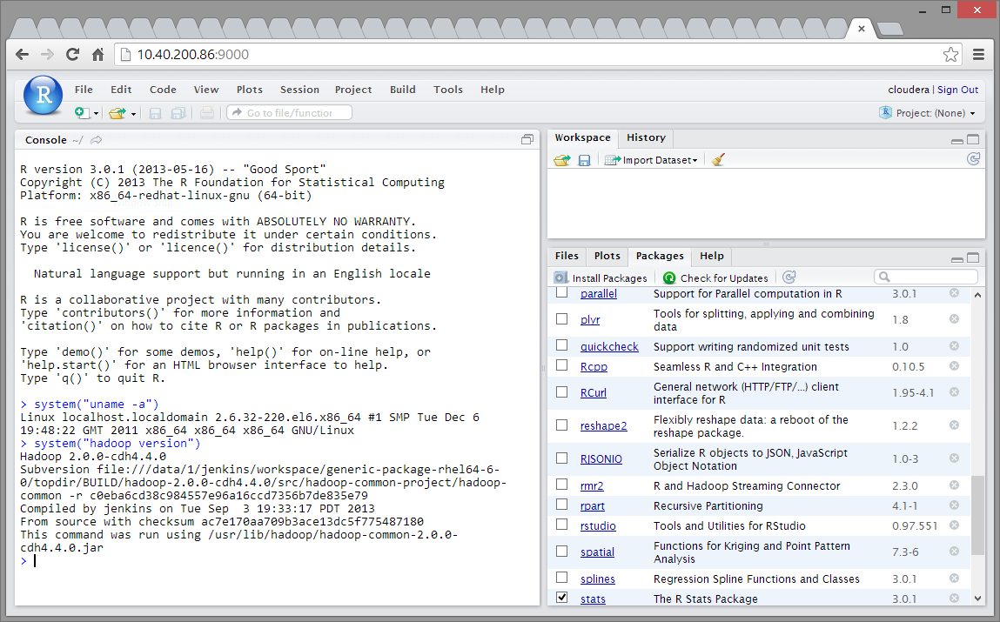 10.40.200.86:9000
R
File Edit Code View Plots Session Project Build Tools Help
cloudera | Sign Out
Go to file/function
R Project: (None)
Console ~/
R version 3.0.1 (2013-05-16) -- "Good Sport"
Copyright (C) 2013 The R Foundation for Statistical Computing
Platform: x86_64-redhat-linux-gnu (64-bit)
R is free software and comes with ABSOLUTELY NO WARRANTY.
You are welcome to redistribute it under certain conditions.
Type 'license()' or 'licence()' for distribution details.
Natural language support but running in an English locale
R is a collaborative project with many contributors.
Type 'contributors()' for more information and
'citation()' on how to cite R or R packages in publications.
Type 'demo()' for some demos, 'help()' for on-line help, or
'help.start()' for an HTML browser interface to help.
Type 'q()' to quit R.
> system("uname -a")
Linux localhost.localdomain 2.6.32-220.el6.x86_64 #1 SMP Tue Dec 6
19:48:22 GMT 2011 x86_64 x86_64 x86_64 GNU/Linux
> system("hadoop version")
Hadoop 2.0.0-cdh4.4.0
Subversion file:///data/1/jenkins/workspace/generic-package-rhel64-6-
0/topdir/BUILD/hadoop-2.0.0-cdh4.4.0/src/hadoop-common-project/hadoop-
common -r c0eba6cd38c984557e96a16ccd7356b7de835e79
Compiled by jenkins on Tue Sep  3 19:33:17 PDT 2013
From source with checksum ac7e170aa709b3ace13dc5f775487180
This command was run using /usr/lib/hadoop/hadoop-common-2.0.0-
cdh4.4.0.jar
>
Workspace History
Import Dataset
Files Plots Packages Help
Install Packages Check for Updates
parallel Support for Parallel computation in R 3.0.1
plyr Tools for splitting, applying and combining data 1.8
quickcheck Support writing randomized unit tests 1.0
Rcpp Seamless R and C++ Integration 0.10.5
RCurl General network (HTTP/FTP/...) client interface for R 1.95-4.1
reshape2 Flexibly reshape data: a reboot of the reshape package. 1.2.2
RJSONIO Serialize R objects to JSON, JavaScript Object Notation 1.0-3
rmr2 R and Hadoop Streaming Connector 2.3.0
rpart Recursive Partitioning 4.1-1
rstudio Tools and Utilities for RStudio 0.97.551
spatial Functions for Kriging and Point Pattern Analysis 7.3-6
splines Regression Spline Functions and Classes 3.0.1
stats The R Stats Package 3.0.1